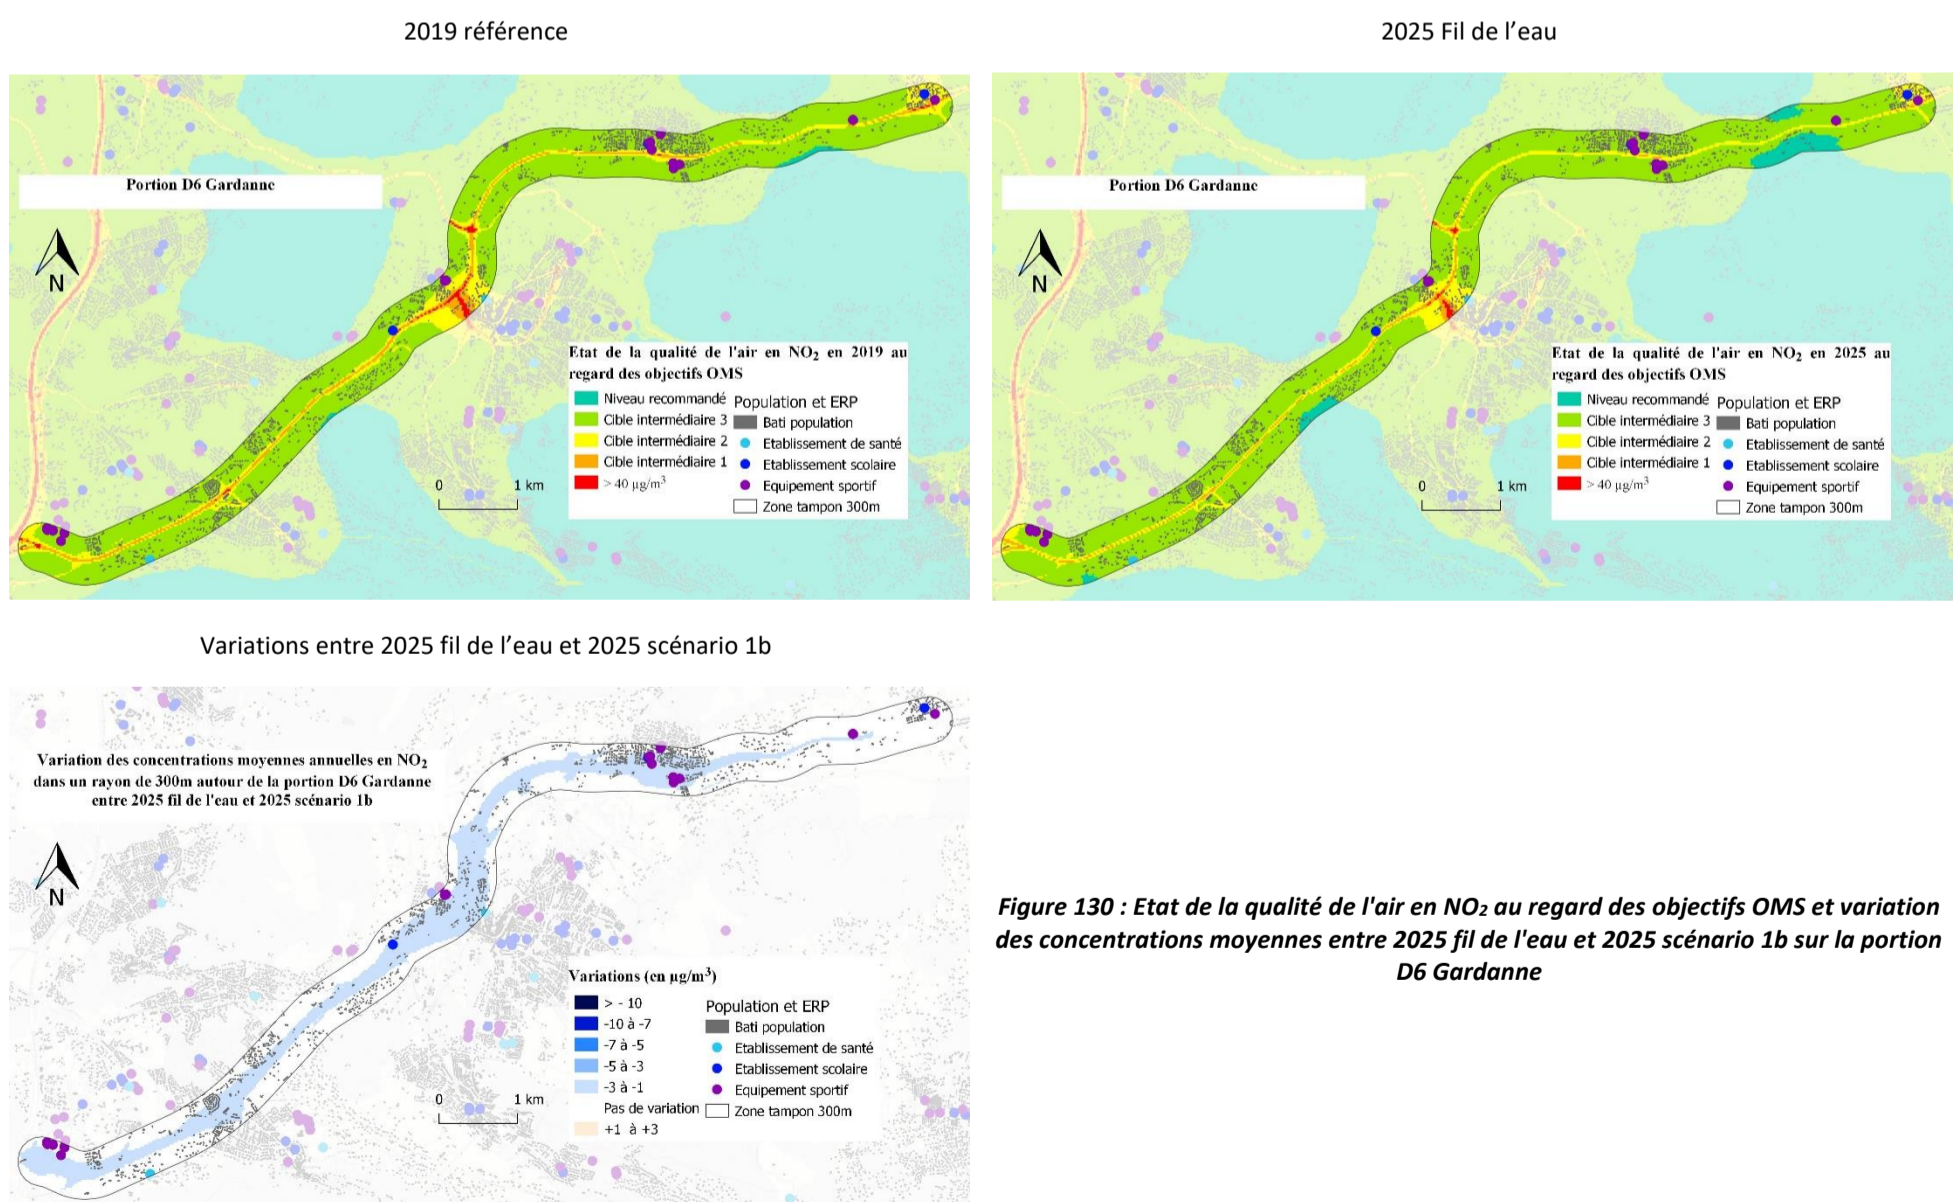 2019 référence
2025 Fil de l'eau
Portion D6 Gardanne
N
Etat de la qualité de l'air en NO₂ en 2019 au
regard des objectifs OMS
Niveau recommandé
Cible intermédiaire 3
Cible intermédiaire 2
Cible intermédiaire 1
> 40 µg/m³
Population et ERP
Bati population
Etablissement de santé
Etablissement scolaire
Equipement sportif
Zone tampon 300m
0 1 km
Portion D6 Gardanne
N
Etat de la qualité de l'air en NO₂ en 2025 au
regard des objectifs OMS
Niveau recommandé
Cible intermédiaire 3
Cible intermédiaire 2
Cible intermédiaire 1
> 40 µg/m³
Population et ERP
Bati population
Etablissement de santé
Etablissement scolaire
Equipement sportif
Zone tampon 300m
0 1 km
Variations entre 2025 fil de l'eau et 2025 scénario 1b
Variation des concentrations moyennes annuelles en NO₂
dans un rayon de 300m autour de la portion D6 Gardanne
entre 2025 fil de l'eau et 2025 scénario 1b
N
Variations (en µg/m³)
> - 10
-10 à -7
-7 à -5
-5 à -3
-3 à -1
Pas de variation
+1 à +3
Population et ERP
Bati population
Etablissement de santé
Etablissement scolaire
Equipement sportif
Zone tampon 300m
0 1 km
Figure 130 : Etat de la qualité de l'air en NO₂ au regard des objectifs OMS et variation
des concentrations moyennes entre 2025 fil de l'eau et 2025 scénario 1b sur la portion
D6 Gardanne